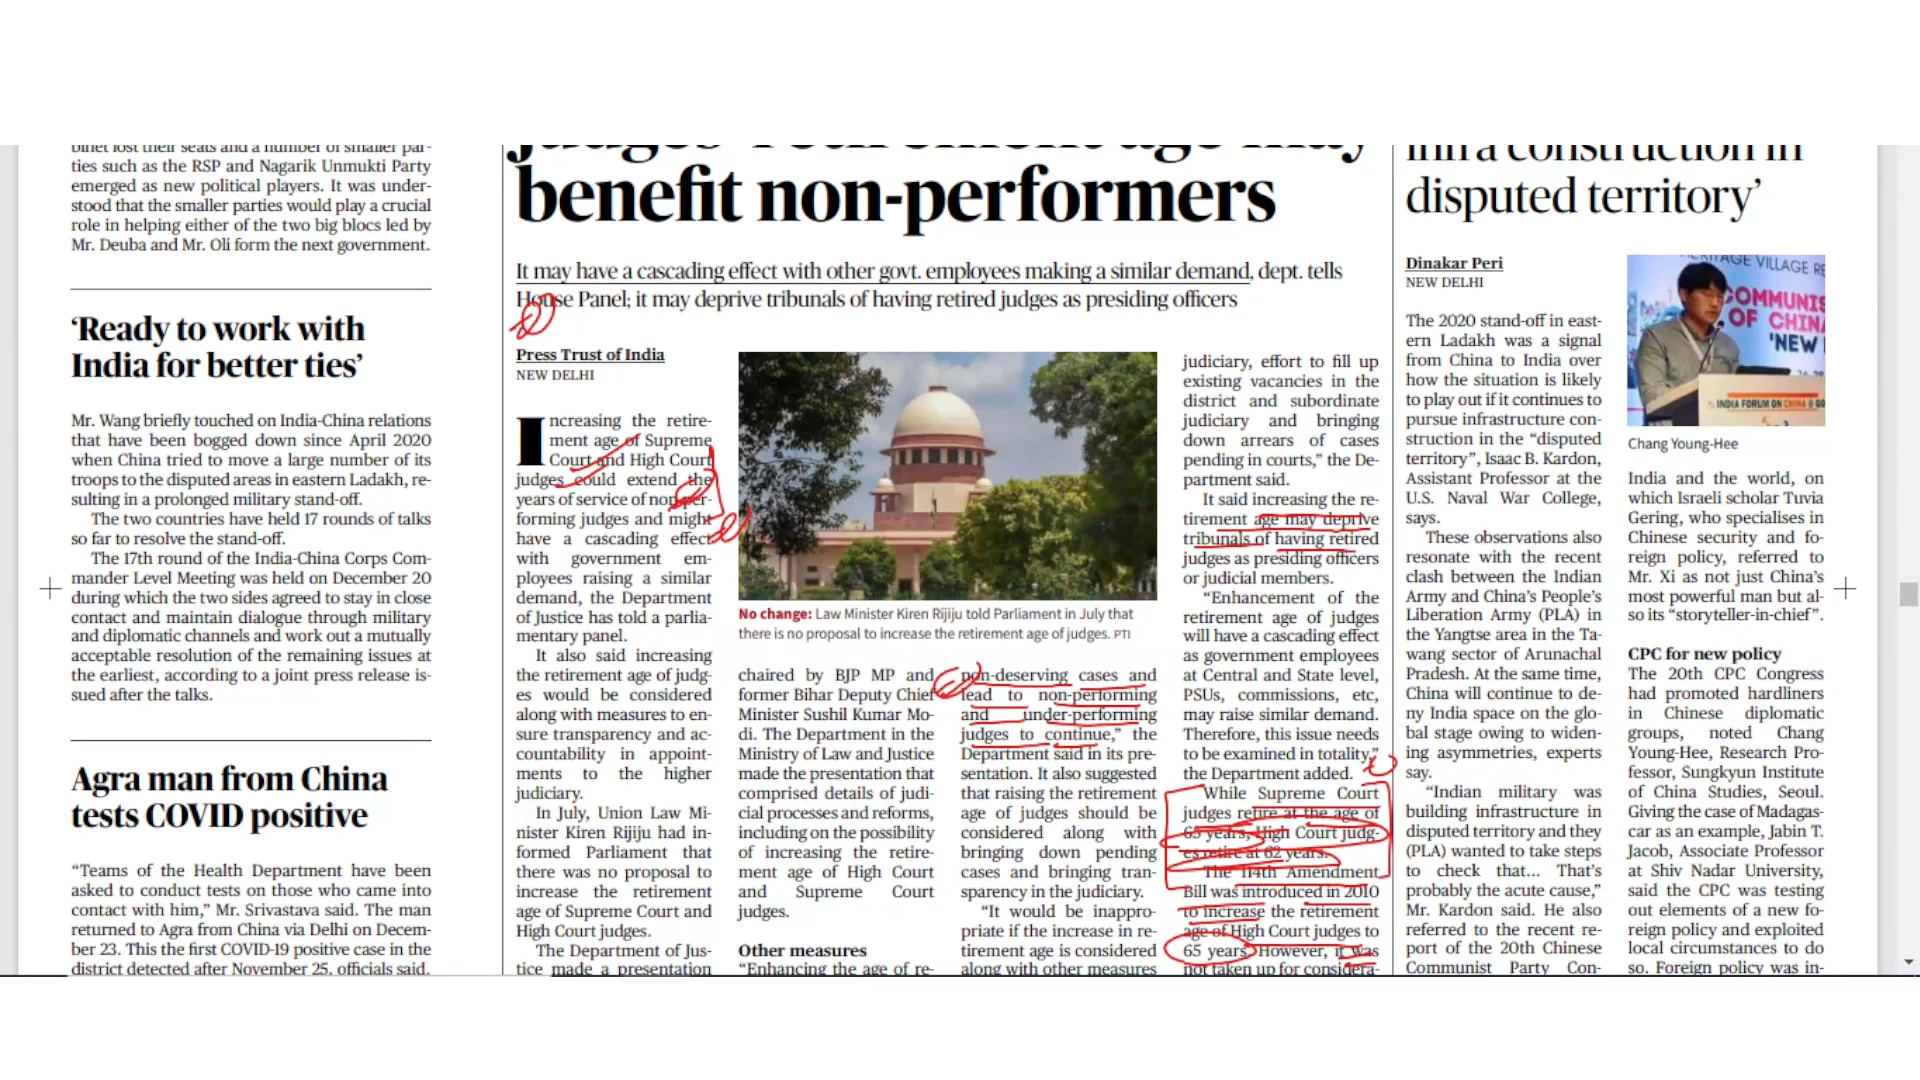 binet lost their seats and a number of smaller par-
ties such as the RSP and Nagarik Unmukti Party
emerged as new political players. It was under-
stood that the smaller parties would play a crucial
role in helping either of the two big blocs led by
Mr. Deuba and Mr. Oli form the next government.
‘Ready to work with
India for better ties’
Mr. Wang briefly touched on India-China relations
that have been bogged down since April 2020
when China tried to move a large number of its
troops to the disputed areas in eastern Ladakh, re-
sulting in a prolonged military stand-off.
The two countries have held 17 rounds of talks
so far to resolve the stand-off.
The 17th round of the India-China Corps Com-
mander Level Meeting was held on December 20
during which the two sides agreed to stay in close
contact and maintain dialogue through military
and diplomatic channels and work out a mutually
acceptable resolution of the remaining issues at
the earliest, according to a joint press release is-
sued after the talks.
Agra man from China
tests COVID positive
“Teams of the Health Department have been
asked to conduct tests on those who came into
contact with him,” Mr. Srivastava said. The man
returned to Agra from China via Delhi on Decem-
ber 23. This the first COVID-19 positive case in the
district detected after November 25, officials said.
judges’ retirement age may
benefit non-performers
It may have a cascading effect with other govt. employees making a similar demand, dept. tells
House Panel; it may deprive tribunals of having retired judges as presiding officers
Press Trust of India
NEW DELHI
Increasing the retire-
ment age of Supreme
Court and High Court
judges could extend the
years of service of non-per-
forming judges and might
have a cascading effect
with government em-
ployees raising a similar
demand, the Department
of Justice has told a parlia-
mentary panel.
It also said increasing
the retirement age of judg-
es would be considered
along with measures to en-
sure transparency and ac-
countability in appoint-
ments to the higher
judiciary.
In July, Union Law Mi-
nister Kiren Rijiju had in-
formed Parliament that
there was no proposal to
increase the retirement
age of Supreme Court and
High Court judges.
The Department of Jus-
tice made a presentation
No change: Law Minister Kiren Rijiju told Parliament in July that
there is no proposal to increase the retirement age of judges. PTI
chaired by BJP MP and
former Bihar Deputy Chief
Minister Sushil Kumar Mo-
di. The Department in the
Ministry of Law and Justice
made the presentation that
comprised details of judi-
cial processes and reforms,
including on the possibility
of increasing the retire-
ment age of High Court
and Supreme Court
judges.
Other measures
“Enhancing the age of re-
non-deserving cases and
lead to non-performing
and under-performing
judges to continue,” the
Department said in its pre-
sentation. It also suggested
that raising the retirement
age of judges should be
considered along with
bringing down pending
cases and bringing tran-
sparency in the judiciary.
“It would be inappro-
priate if the increase in re-
tirement age is considered
along with other measures
judiciary, effort to fill up
existing vacancies in the
district and subordinate
judiciary and bringing
down arrears of cases
pending in courts,” the De-
partment said.
It said increasing the re-
tirement age may deprive
tribunals of having retired
judges as presiding officers
or judicial members.
“Enhancement of the
retirement age of judges
will have a cascading effect
as government employees
at Central and State level,
PSUs, commissions, etc,
may raise similar demand.
Therefore, this issue needs
to be examined in totality,”
the Department added.
While Supreme Court
judges retire at the age of
65 years, High Court judg-
es retire at 62 years.
The 114th Amendment
Bill was introduced in 2010
to increase the retirement
age of High Court judges to
65 years. However, it was
not taken up for considera-
infra construction in
disputed territory’
Dinakar Peri
NEW DELHI
The 2020 stand-off in east-
ern Ladakh was a signal
from China to India over
how the situation is likely
to play out if it continues to
pursue infrastructure con-
struction in the “disputed
territory”, Isaac B. Kardon,
Assistant Professor at the
U.S. Naval War College,
says.
These observations also
resonate with the recent
clash between the Indian
Army and China’s People’s
Liberation Army (PLA) in
the Yangtse area in the Ta-
wang sector of Arunachal
Pradesh. At the same time,
China will continue to de-
ny India space on the glo-
bal stage owing to widen-
ing asymmetries, experts
say.
“Indian military was
building infrastructure in
disputed territory and they
(PLA) wanted to take steps
to check that... That’s
probably the acute cause,”
Mr. Kardon said. He also
referred to the recent re-
port of the 20th Chinese
Communist Party Con-
HERITAGE VILLAGE RE
COMMUNIS
OF CHINA
'NEW
INDIA FORUM ON CHINA @ GO
Chang Young-Hee
India and the world, on
which Israeli scholar Tuvia
Gering, who specialises in
Chinese security and fo-
reign policy, referred to
Mr. Xi as not just China’s
most powerful man but al-
so its “storyteller-in-chief”.
CPC for new policy
The 20th CPC Congress
had promoted hardliners
in Chinese diplomatic
groups, noted Chang
Young-Hee, Research Pro-
fessor, Sungkyun Institute
of China Studies, Seoul.
Giving the case of Madagas-
car as an example, Jabin T.
Jacob, Associate Professor
at Shiv Nadar University,
said the CPC was testing
out elements of a new fo-
reign policy and exploited
local circumstances to do
so. Foreign policy was in-